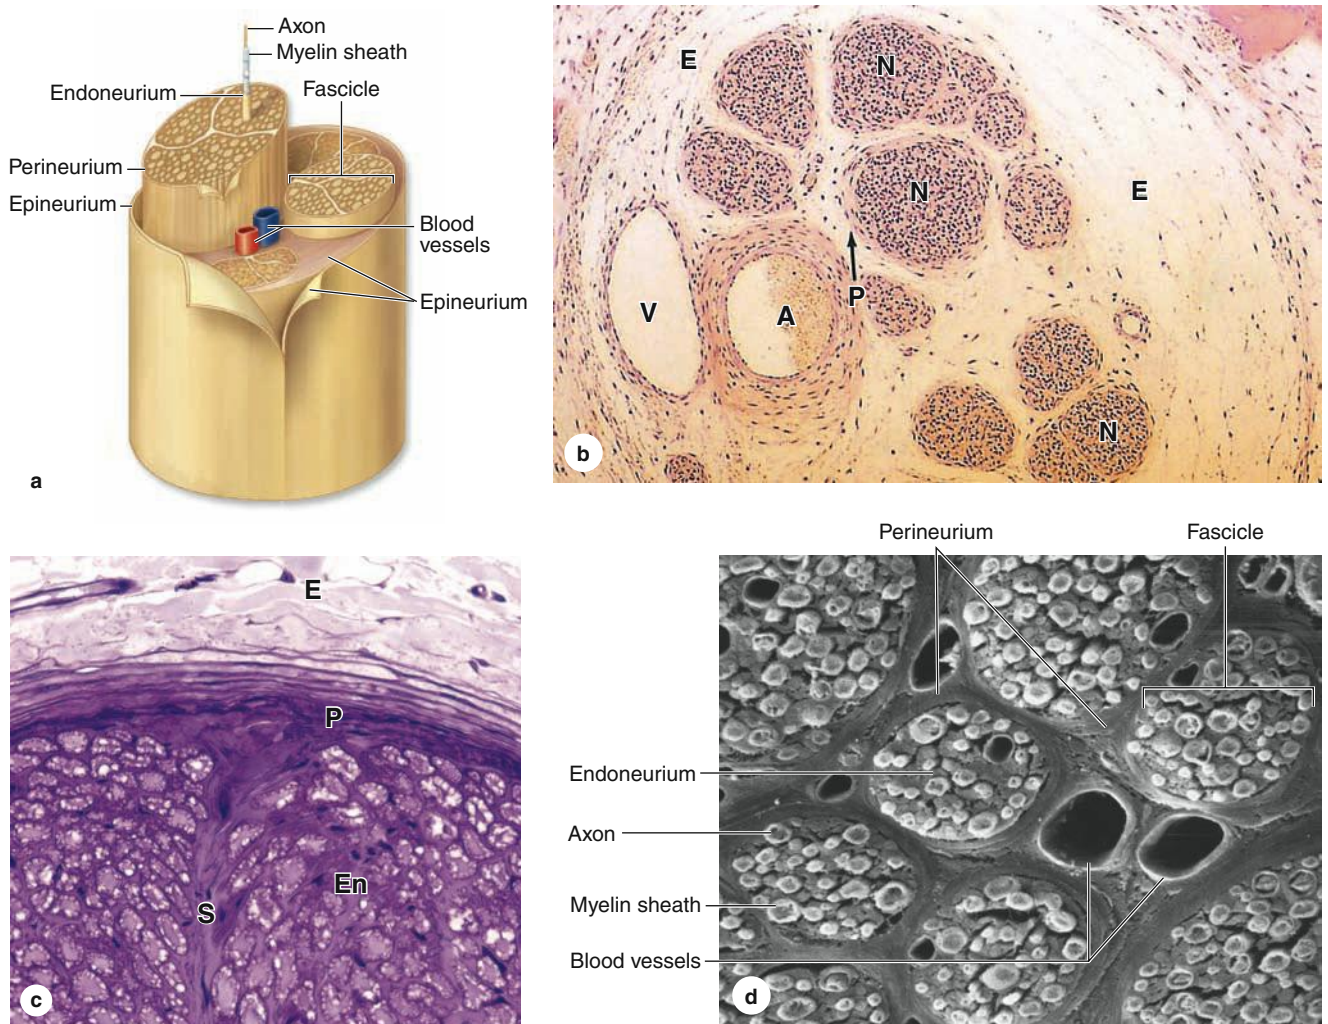 Axon
Myelin sheath
Endoneurium
Fascicle
Perineurium
Epineurium
Blood
vessels
Epineurium
a
E
N
N
E
P
V
A
N
b
E
P
En
S
c
Perineurium
Fascicle
Endoneurium
Axon
Myelin sheath
Blood vessels
d